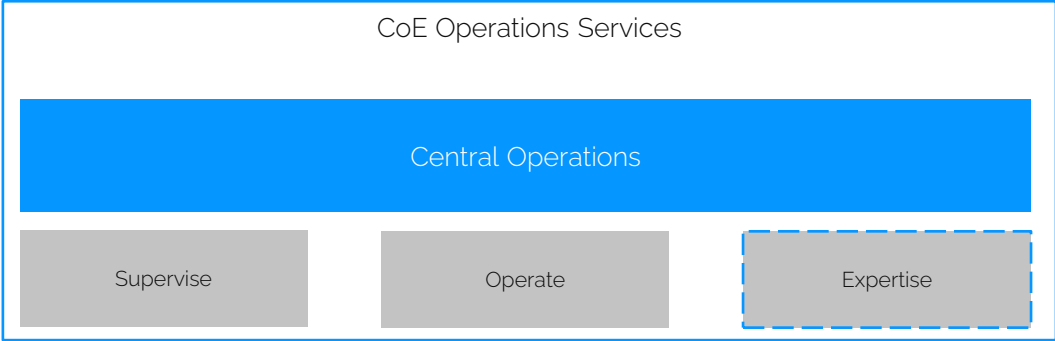 CoE Operations Services
Central Operations
Supervise
Operate
Expertise